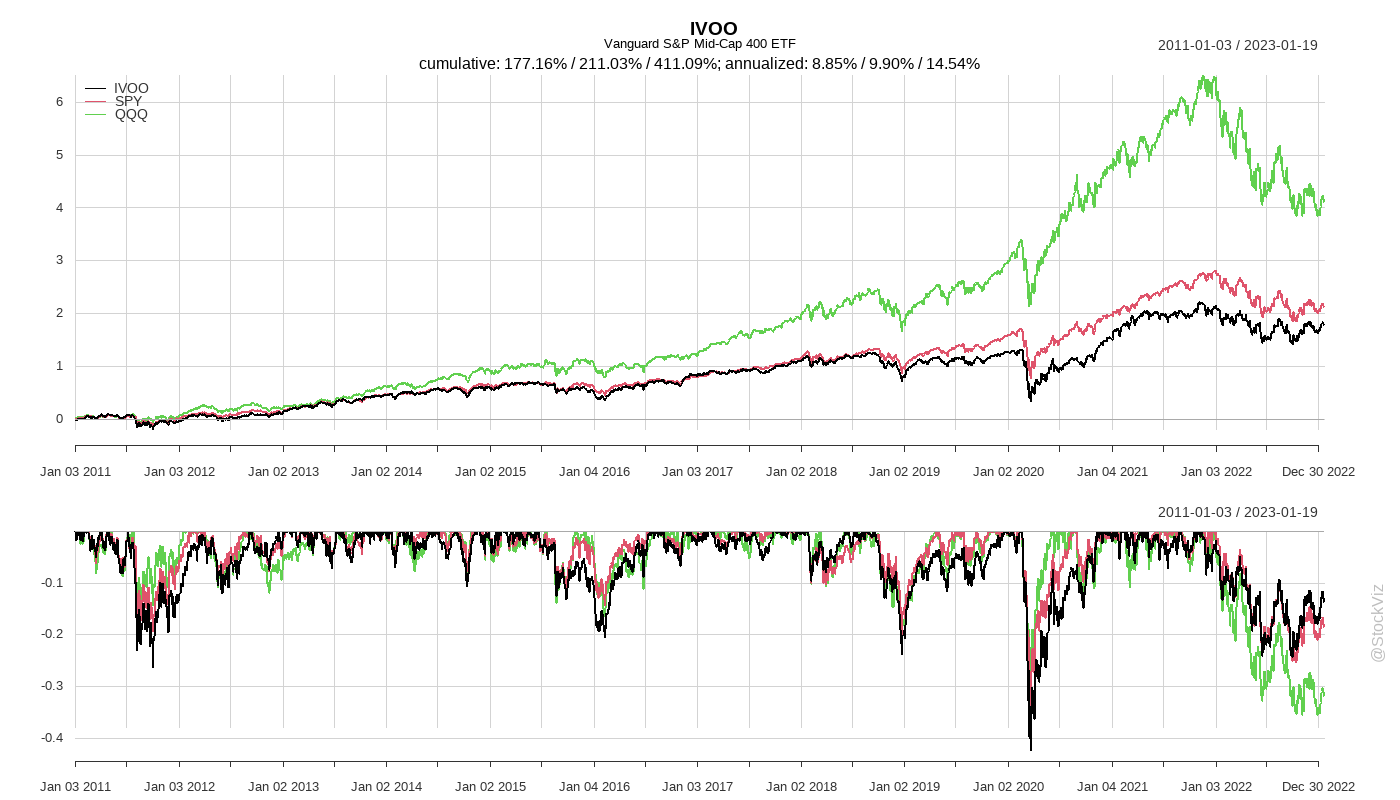 IVOO
Vanguard S&P Mid-Cap 400 ETF
2011-01-03 / 2023-01-19
cumulative: 177.16% / 211.03% / 411.09%; annualized: 8.85% / 9.90% / 14.54%
IVOO
SPY
QQQ
6
5
4
3
2
1
0
Jan 03 2011 Jan 03 2012 Jan 02 2013 Jan 02 2014 Jan 02 2015 Jan 04 2016 Jan 03 2017 Jan 02 2018 Jan 02 2019 Jan 02 2020 Jan 04 2021 Jan 03 2022 Dec 30 2022
2011-01-03 / 2023-01-19
-0.1
-0.2
-0.3
-0.4
Jan 03 2011 Jan 03 2012 Jan 02 2013 Jan 02 2014 Jan 02 2015 Jan 04 2016 Jan 03 2017 Jan 02 2018 Jan 02 2019 Jan 02 2020 Jan 04 2021 Jan 03 2022 Dec 30 2022
@StockViz